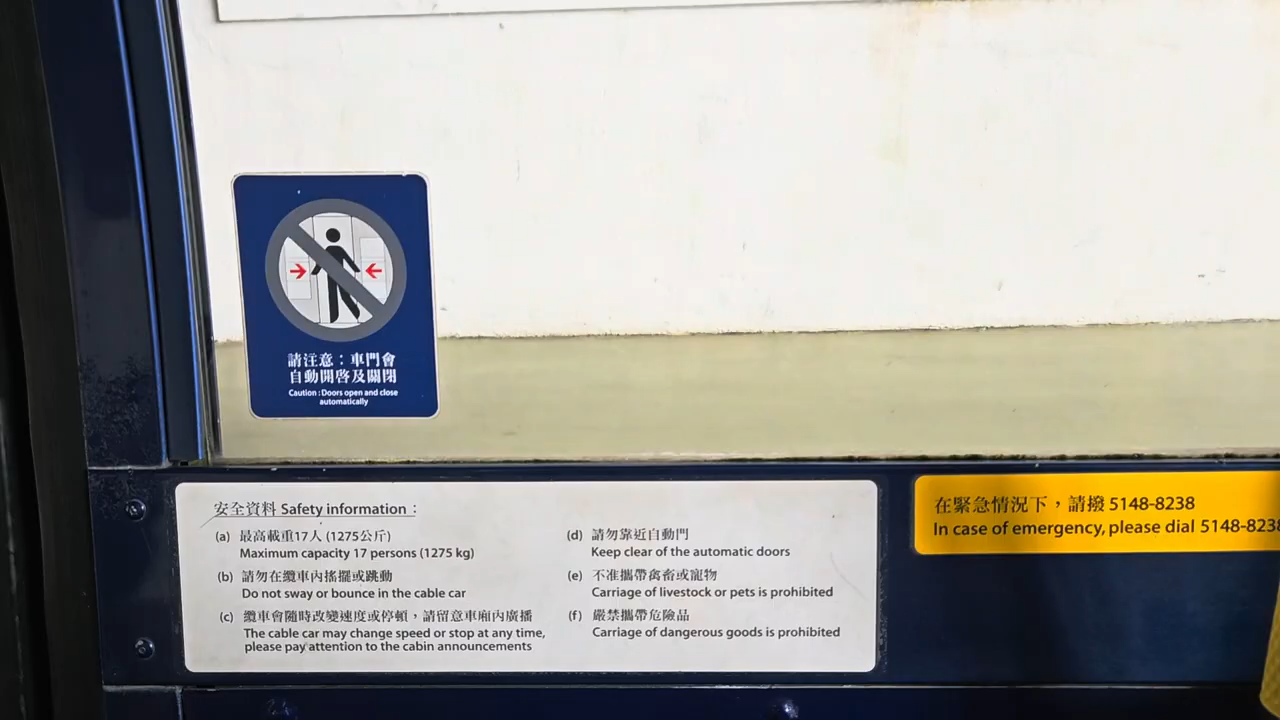 請注意：車門會
自動開啓及關閉
Caution : Doors open and close
automatically
安全資料 Safety information :
(a) 最高載重17人 (1275公斤)
Maximum capacity 17 persons (1275 kg)
(b) 請勿在纜車內搖擺或跳動
Do not sway or bounce in the cable car
(c) 纜車會隨時改變速度或停頓，請留意車廂內廣播
The cable car may change speed or stop at any time,
please pay attention to the cabin announcements
(d) 請勿靠近自動門
Keep clear of the automatic doors
(e) 不准攜帶禽畜或寵物
Carriage of livestock or pets is prohibited
(f) 嚴禁攜帶危險品
Carriage of dangerous goods is prohibited
在緊急情況下，請撥 5148-8238
In case of emergency, please dial 5148-8238